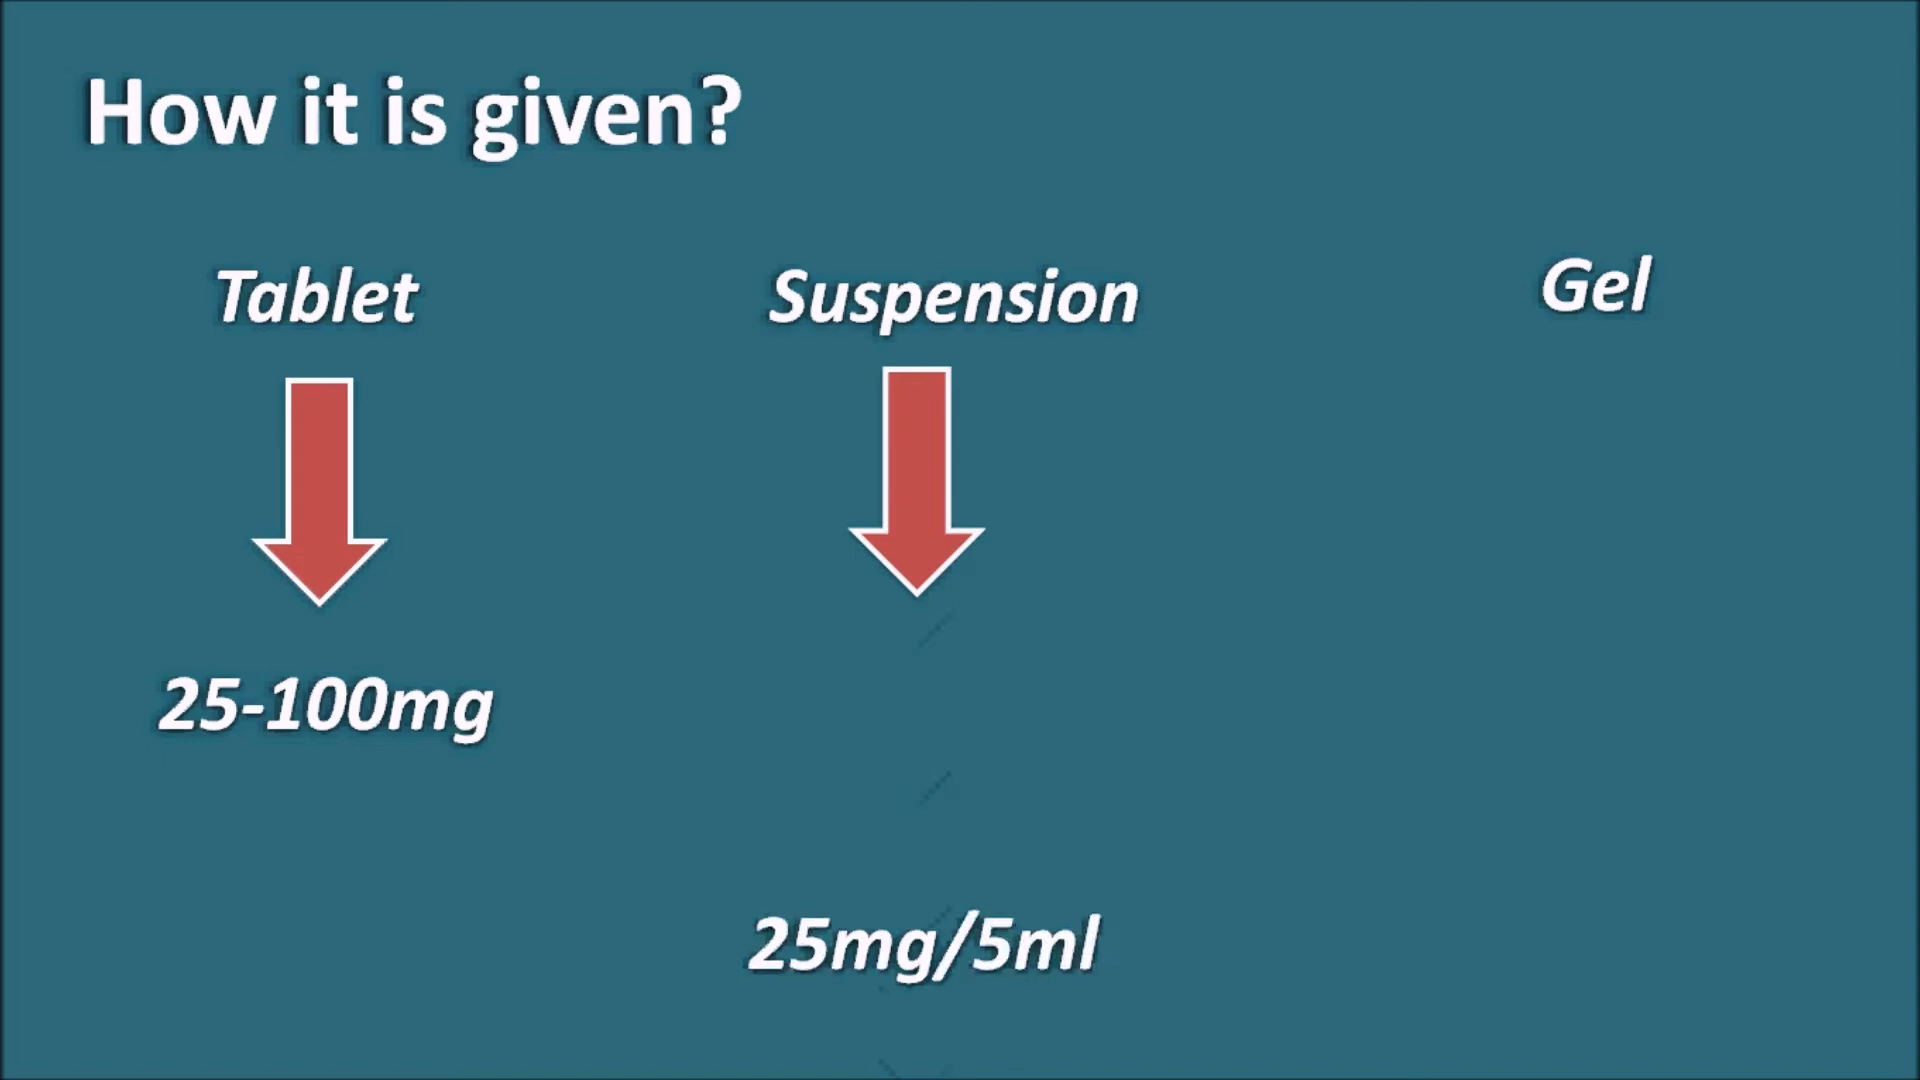 How it is given?
Tablet
Suspension
Gel
25-100mg
25mg/5ml